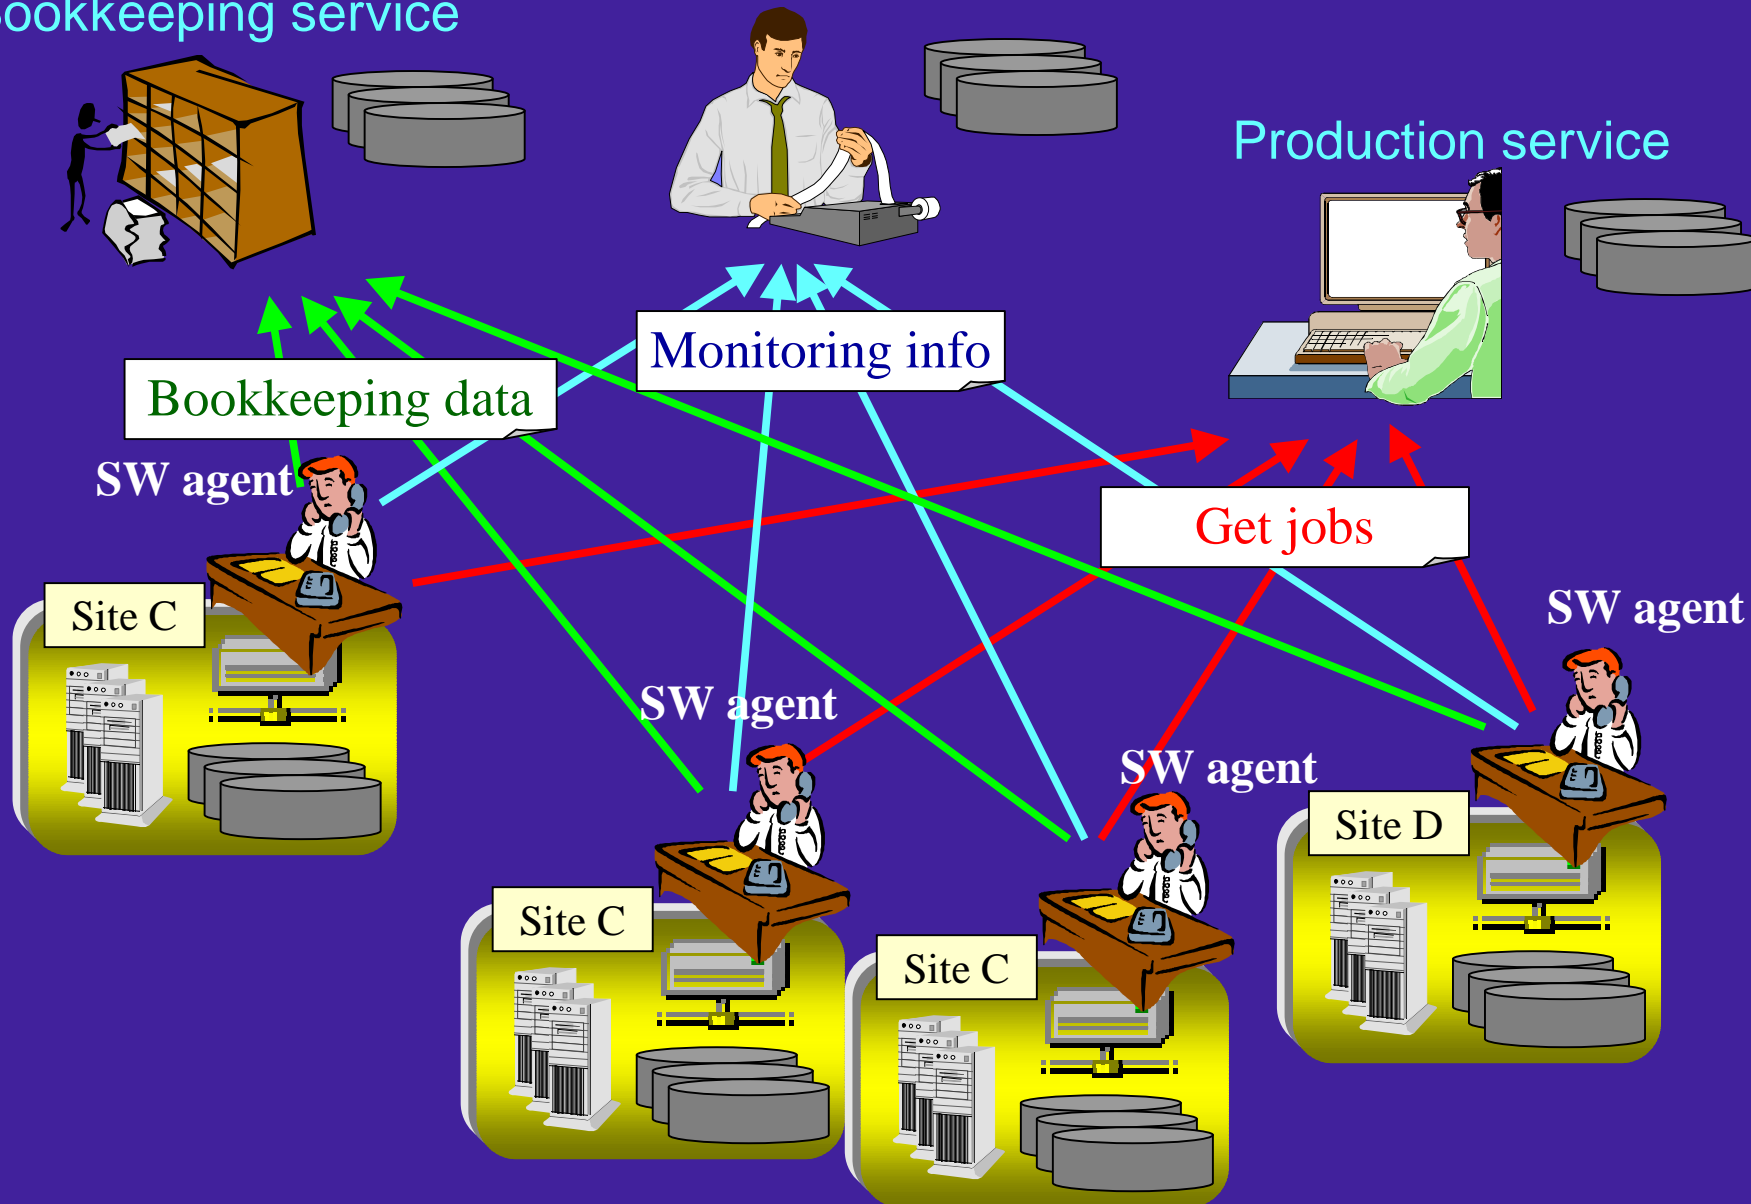 Bookkeeping service
Production service
Monitoring info
Bookkeeping data
SW agent
Get jobs
Site C
SW agent
SW agent
SW agent
Site D
Site C
Site C